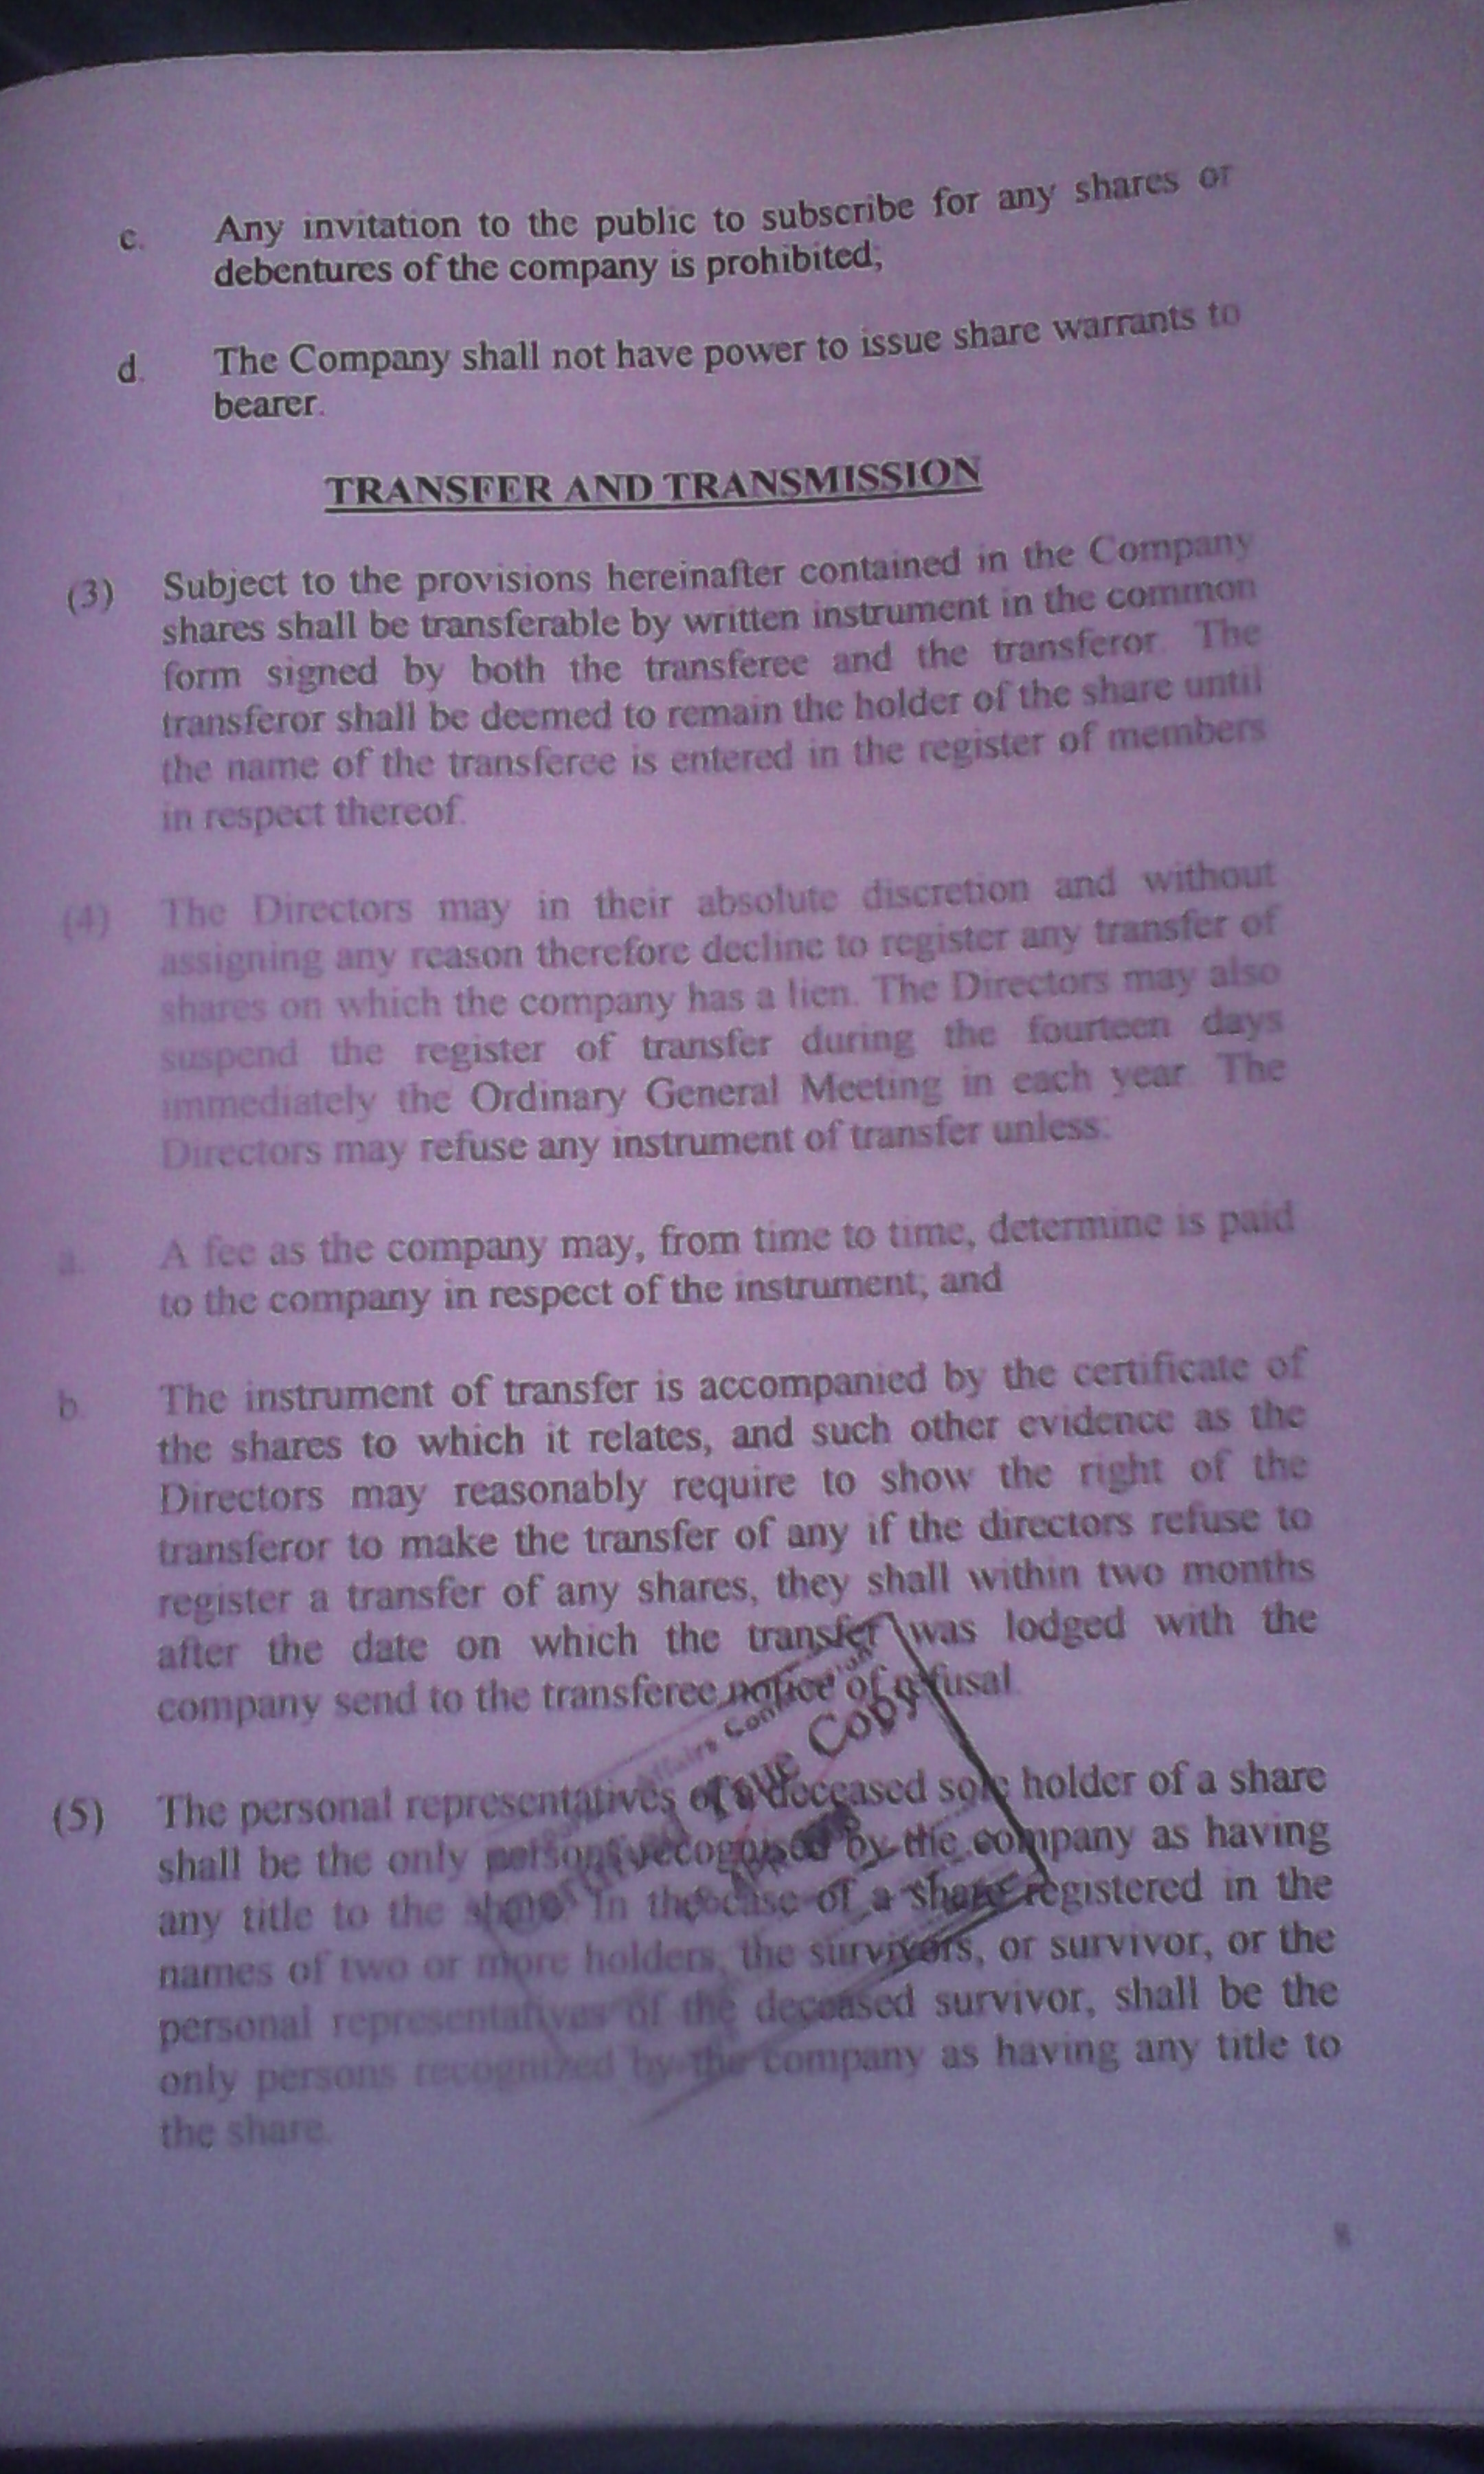 c. Any invitation to the public to subscribe for any shares or
debentures of the company is prohibited;
d. The Company shall not have power to issue share warrants to
bearer.
TRANSFER AND TRANSMISSION
(3) Subject to the provisions hereinafter contained in the Company
shares shall be transferable by written instrument in the common
form signed by both the transferee and the transferor. The
transferor shall be deemed to remain the holder of the share until
the name of the transferee is entered in the register of members
in respect thereof.
(4) The Directors may in their absolute discretion and without
assigning any reason therefore decline to register any transfer of
shares on which the company has a lien. The Directors may also
suspend the register of transfer during the fourteen days
immediately the Ordinary General Meeting in each year. The
Directors may refuse any instrument of transfer unless:
a. A fee as the company may, from time to time, determine is paid
to the company in respect of the instrument; and
b. The instrument of transfer is accompanied by the certificate of
the shares to which it relates, and such other evidence as the
Directors may reasonably require to show the right of the
transferor to make the transfer of any if the directors refuse to
register a transfer of any shares, they shall within two months
after the date on which the transfer was lodged with the
company send to the transferee notice of refusal.
Affairs Commission
True Copy
(5) The personal representatives of a deceased sole holder of a share
shall be the only persons recognised by the company as having
any title to the share. In the case of a share registered in the
names of two or more holders, the survivors, or survivor, or the
personal representatives of the deceased survivor, shall be the
only persons recognized by the company as having any title to
the share.
8